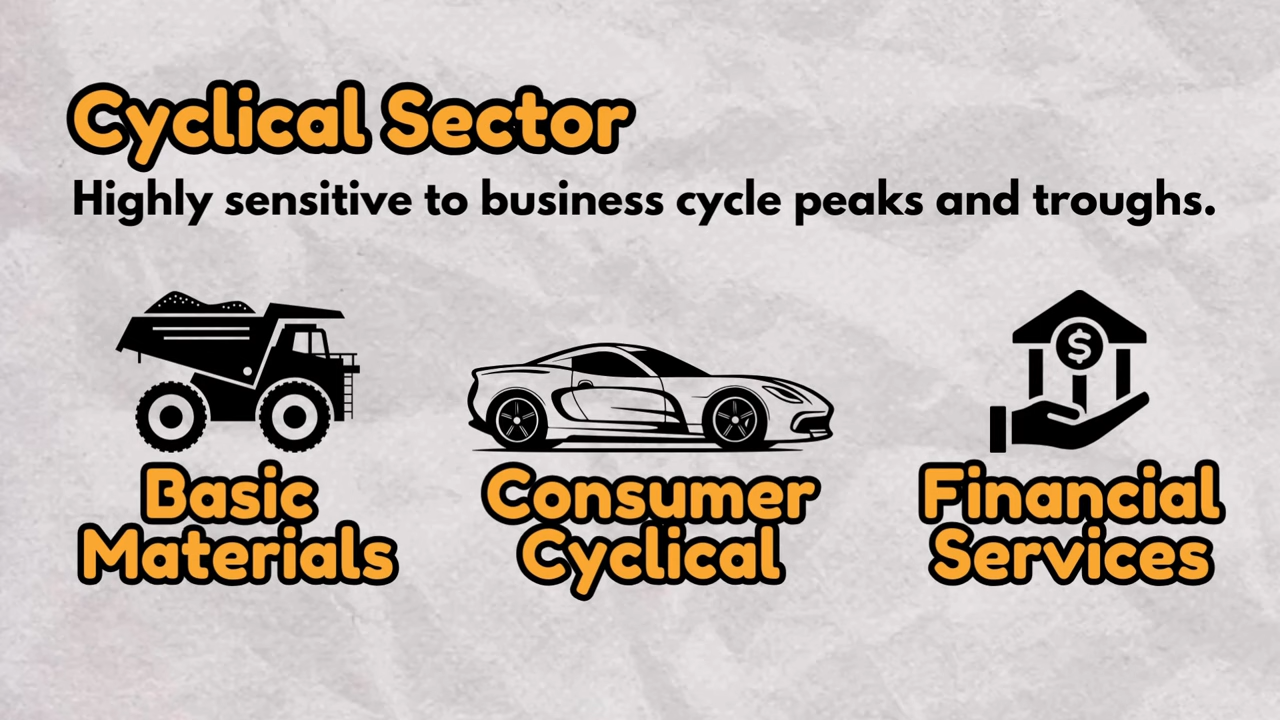 Cyclical Sector
Highly sensitive to business cycle peaks and troughs.
$
Basic
Materials
Consumer
Cyclical
Financial
Services